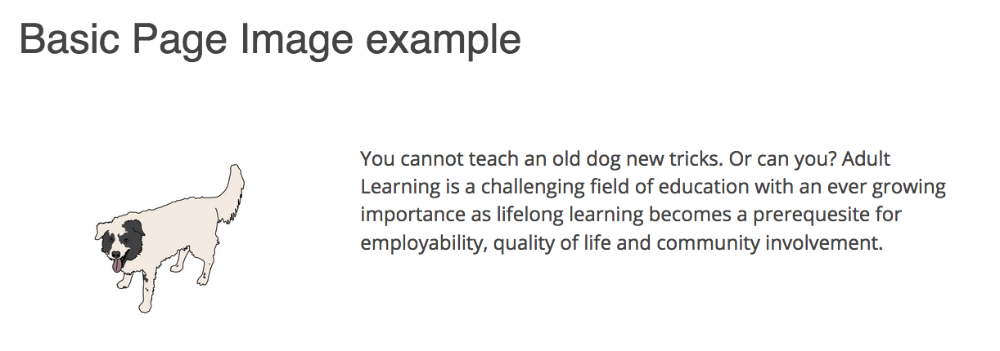 Basic Page Image example
You cannot teach an old dog new tricks. Or can you? Adult
Learning is a challenging field of education with an ever growing
importance as lifelong learning becomes a prerequesite for
employability, quality of life and community involvement.